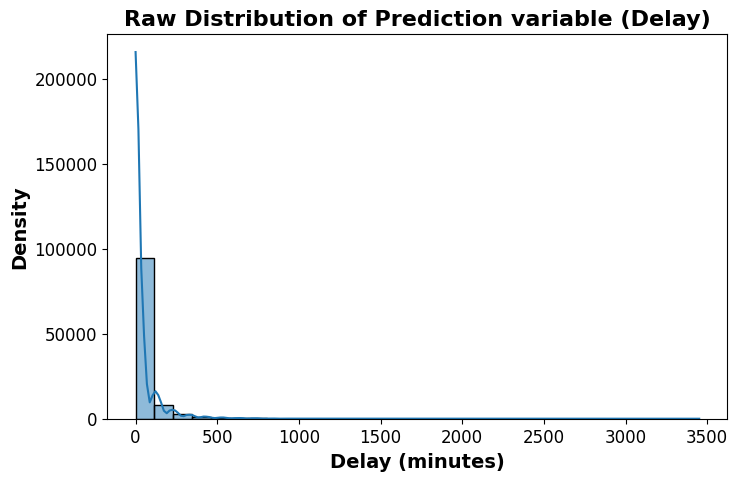 Raw Distribution of Prediction variable (Delay)
200000
150000
100000
50000
0
Density
0 500 1000 1500 2000 2500 3000 3500
Delay (minutes)